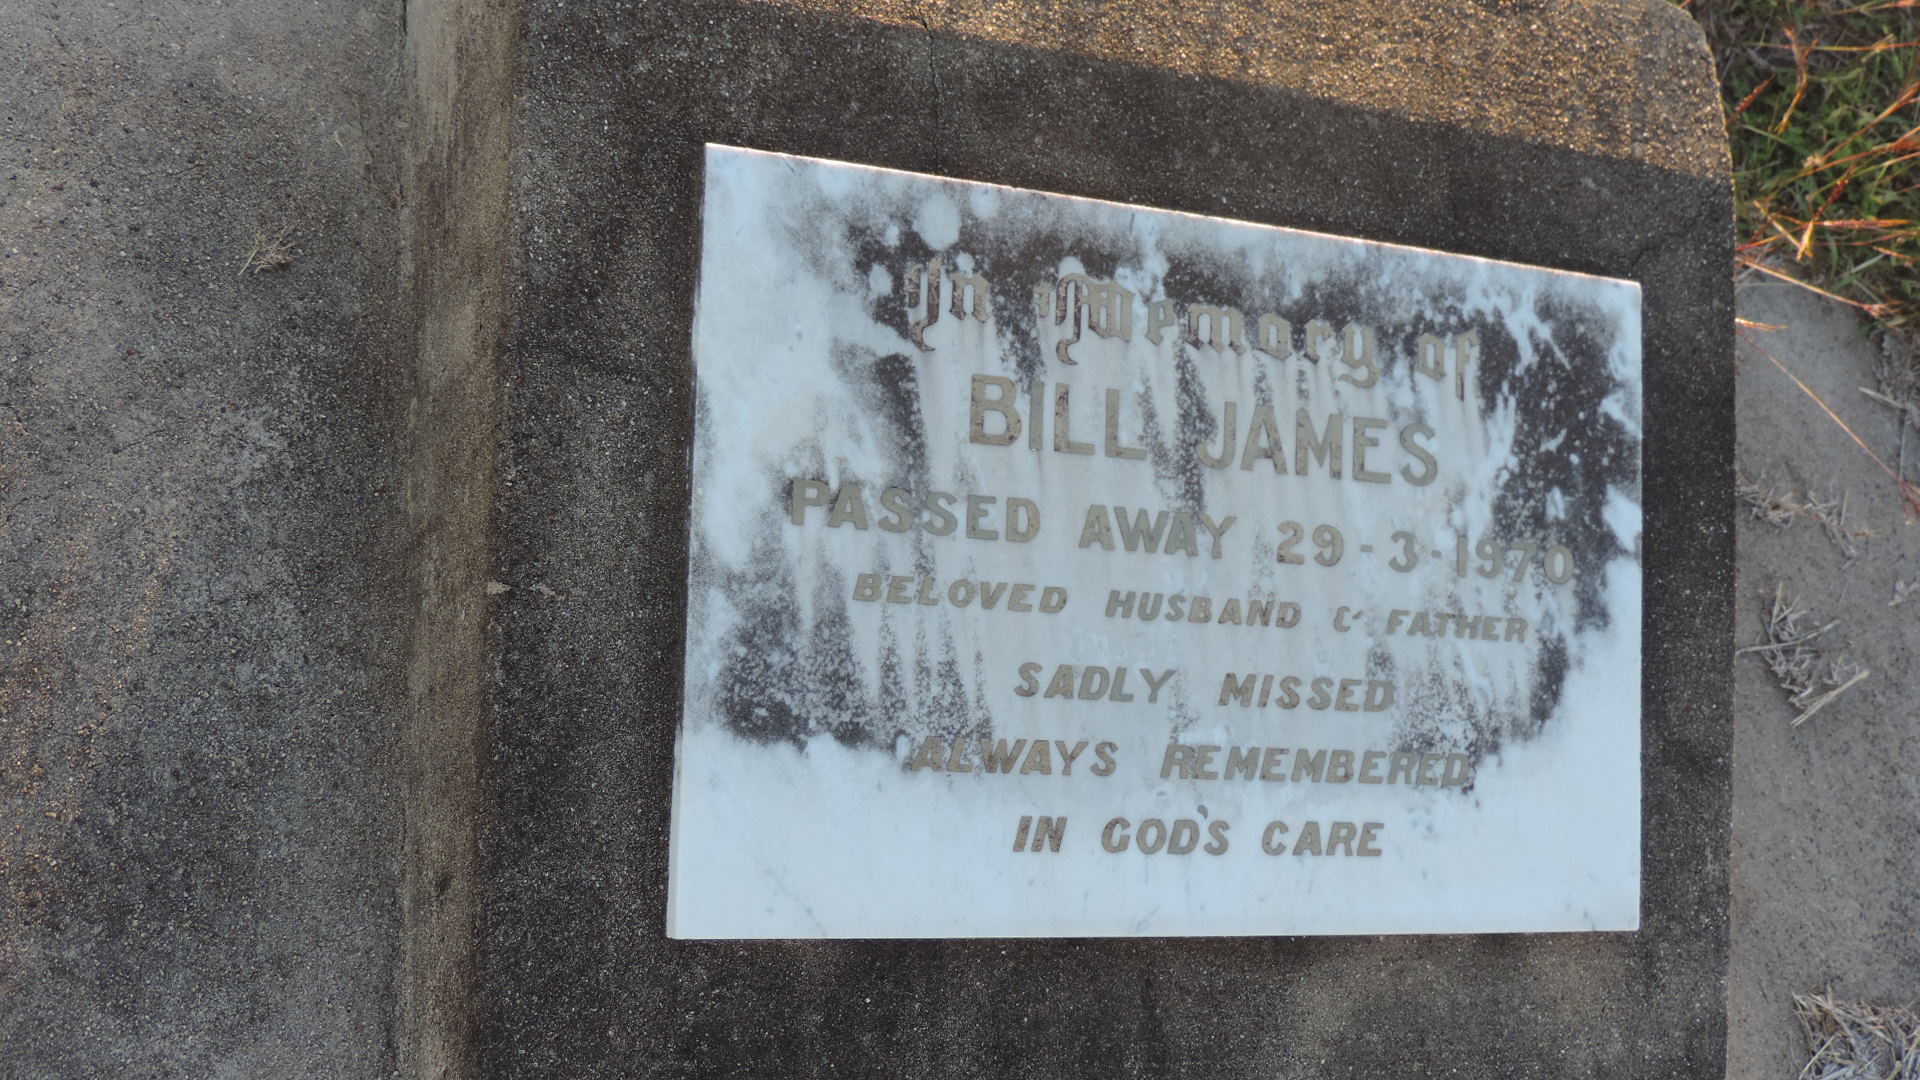 In Memory of
BILL JAMES
PASSED AWAY 29-3-1970
BELOVED HUSBAND & FATHER
SADLY MISSED
ALWAYS REMEMBERED
IN GOD'S CARE